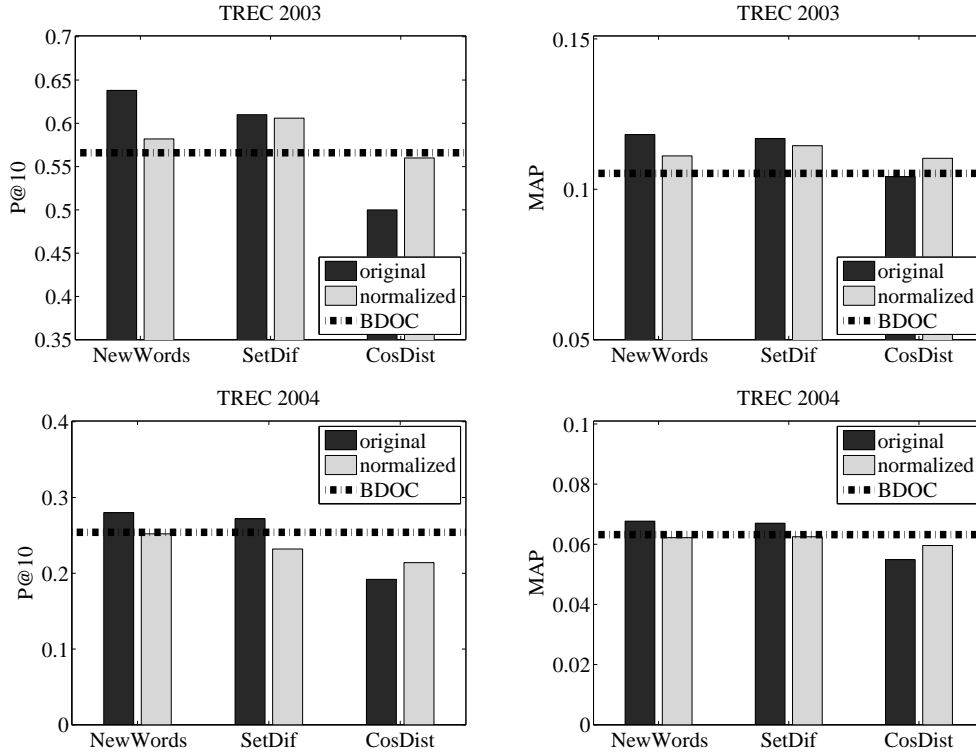 TREC 2003
0.7
0.65
0.6
0.55
0.5
0.45
0.4
0.35
P@10
original
normalized
BDOC
NewWords SetDif CosDist
TREC 2003
0.15
0.1
0.05
MAP
original
normalized
BDOC
NewWords SetDif CosDist
TREC 2004
0.4
0.3
0.2
0.1
0
P@10
original
normalized
BDOC
NewWords SetDif CosDist
TREC 2004
0.1
0.08
0.06
0.04
0.02
0
MAP
original
normalized
BDOC
NewWords SetDif CosDist